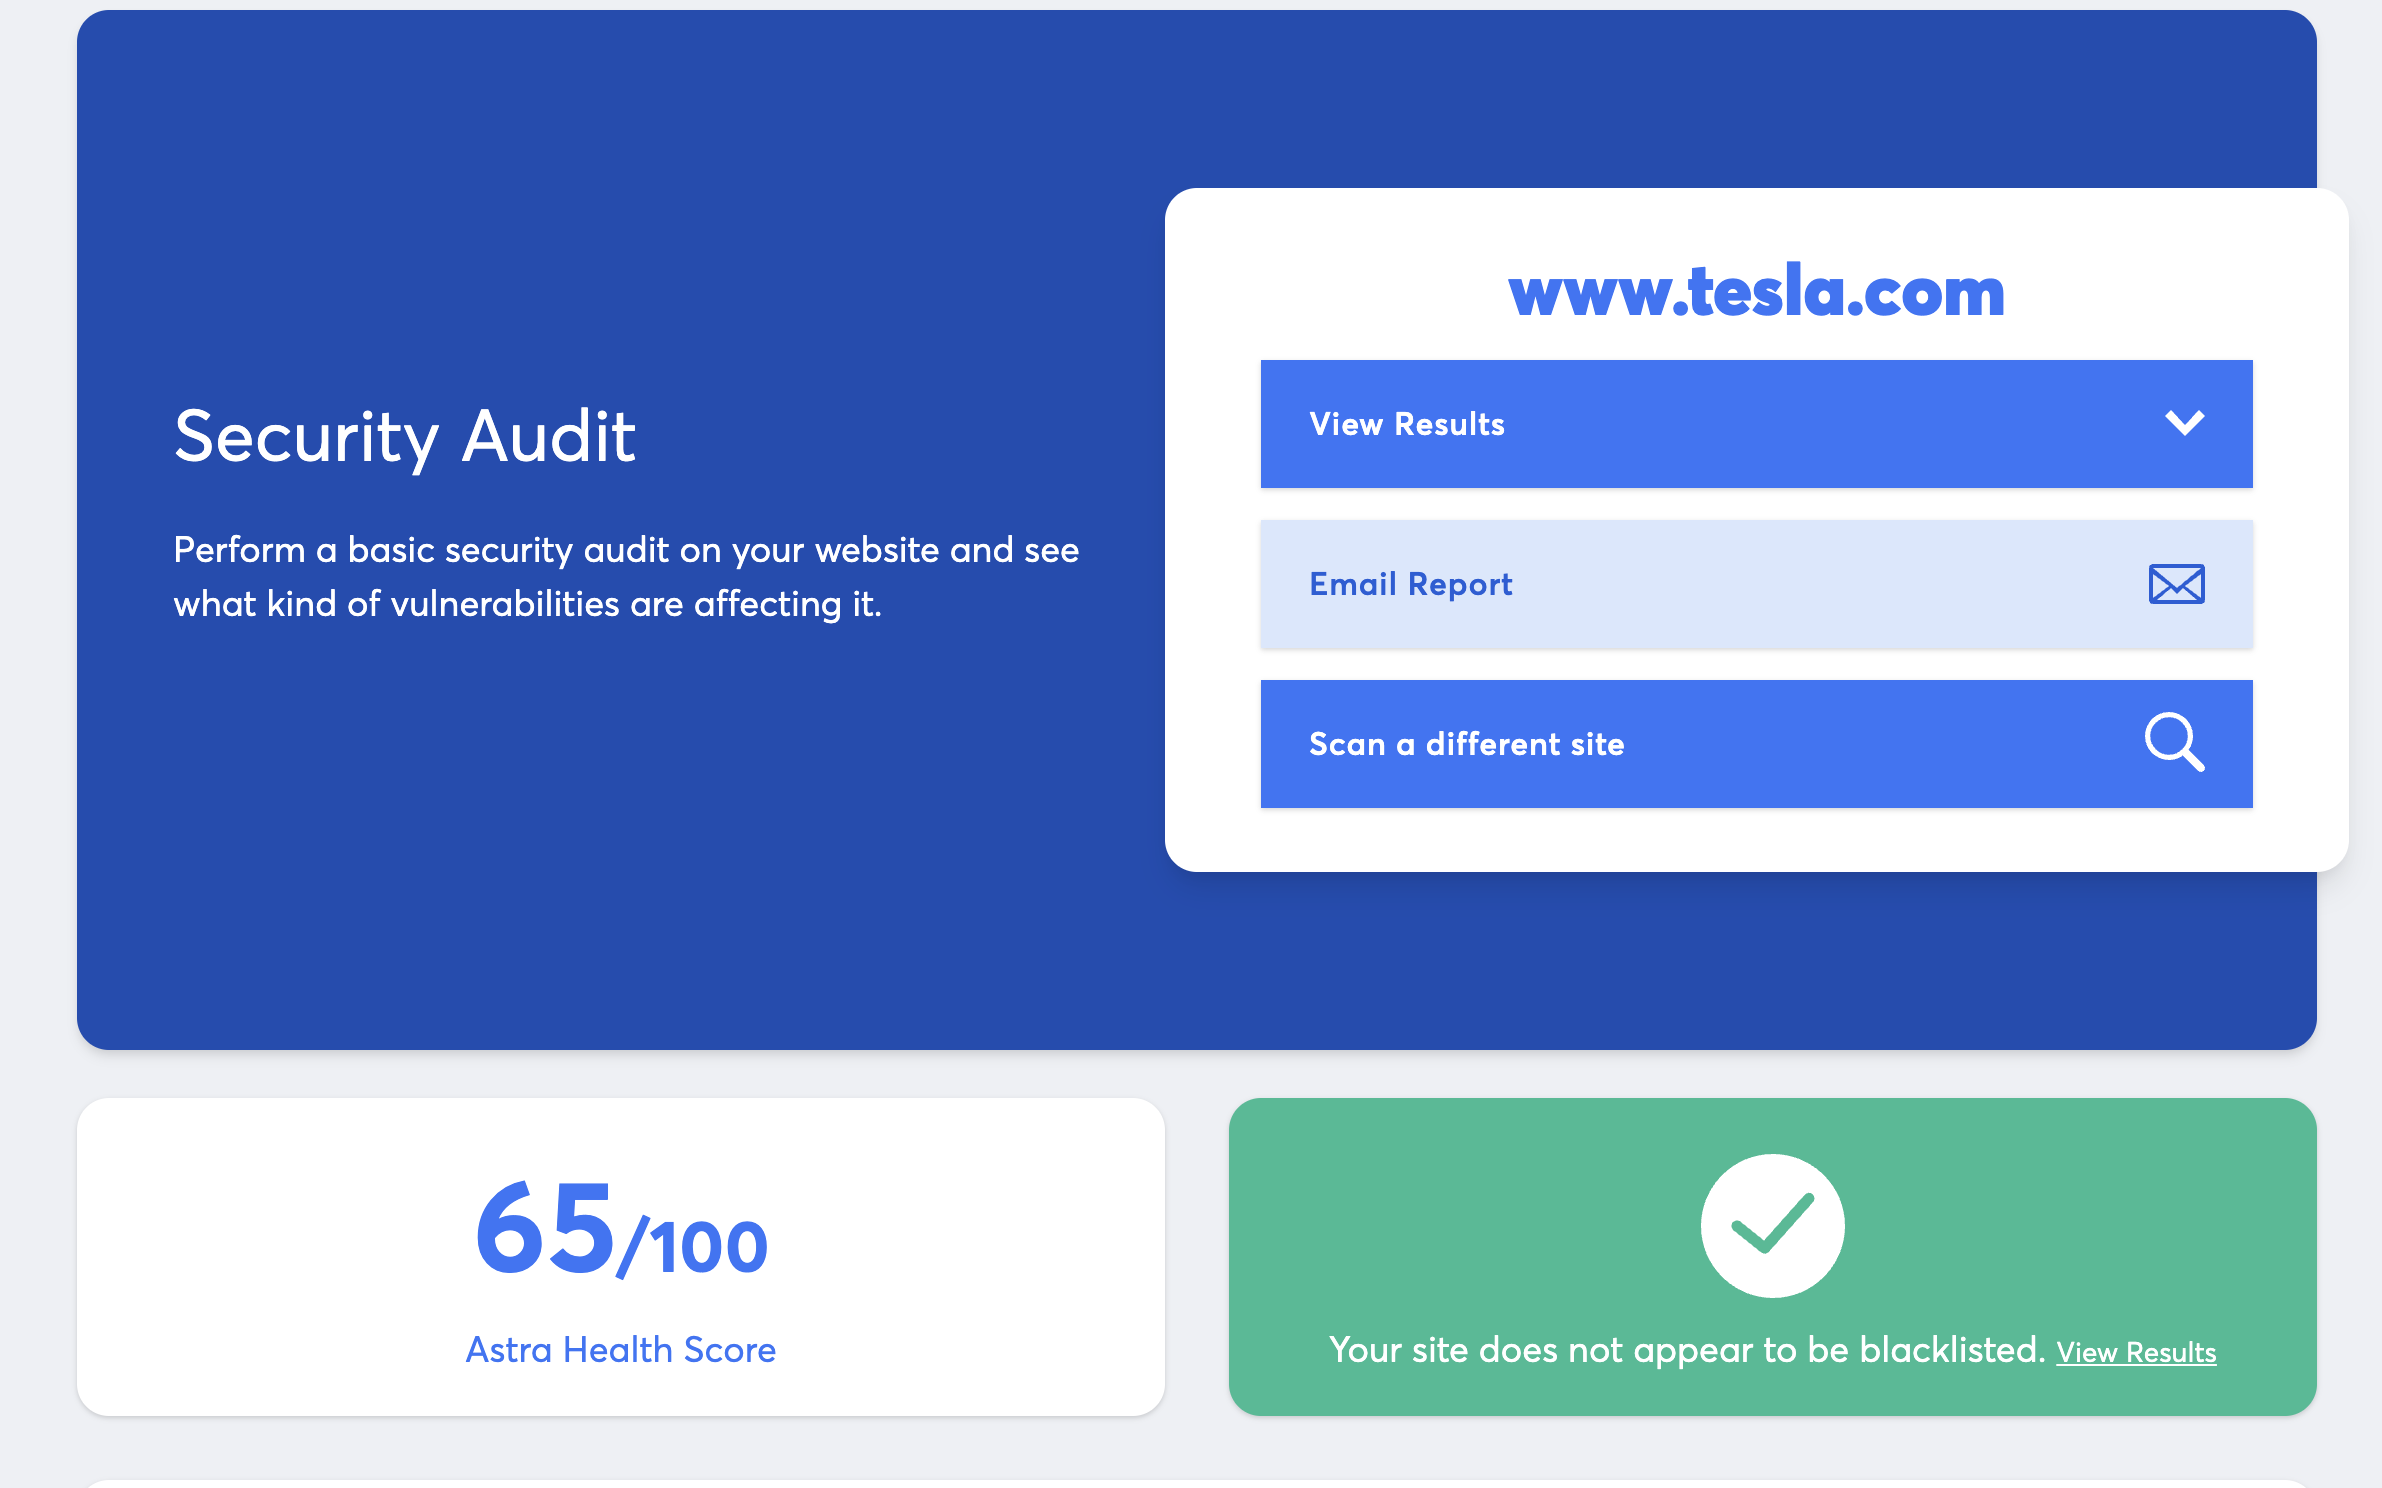 Security Audit
Perform a basic security audit on your website and see
what kind of vulnerabilities are affecting it.
www.tesla.com
View Results
Email Report
Scan a different site
65/100
Astra Health Score
Your site does not appear to be blacklisted. View Results